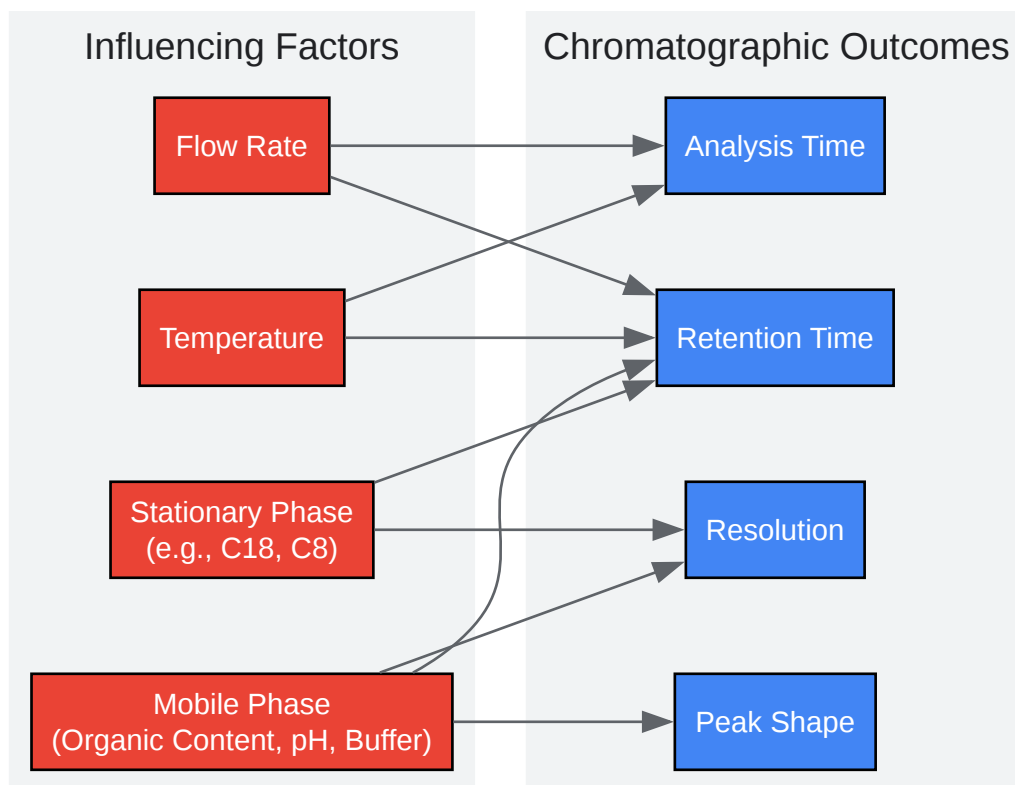 Influencing Factors
Chromatographic Outcomes
Flow Rate
Analysis Time
Temperature
Retention Time
Stationary Phase
(e.g., C18, C8)
Resolution
Mobile Phase
(Organic Content, pH, Buffer)
Peak Shape